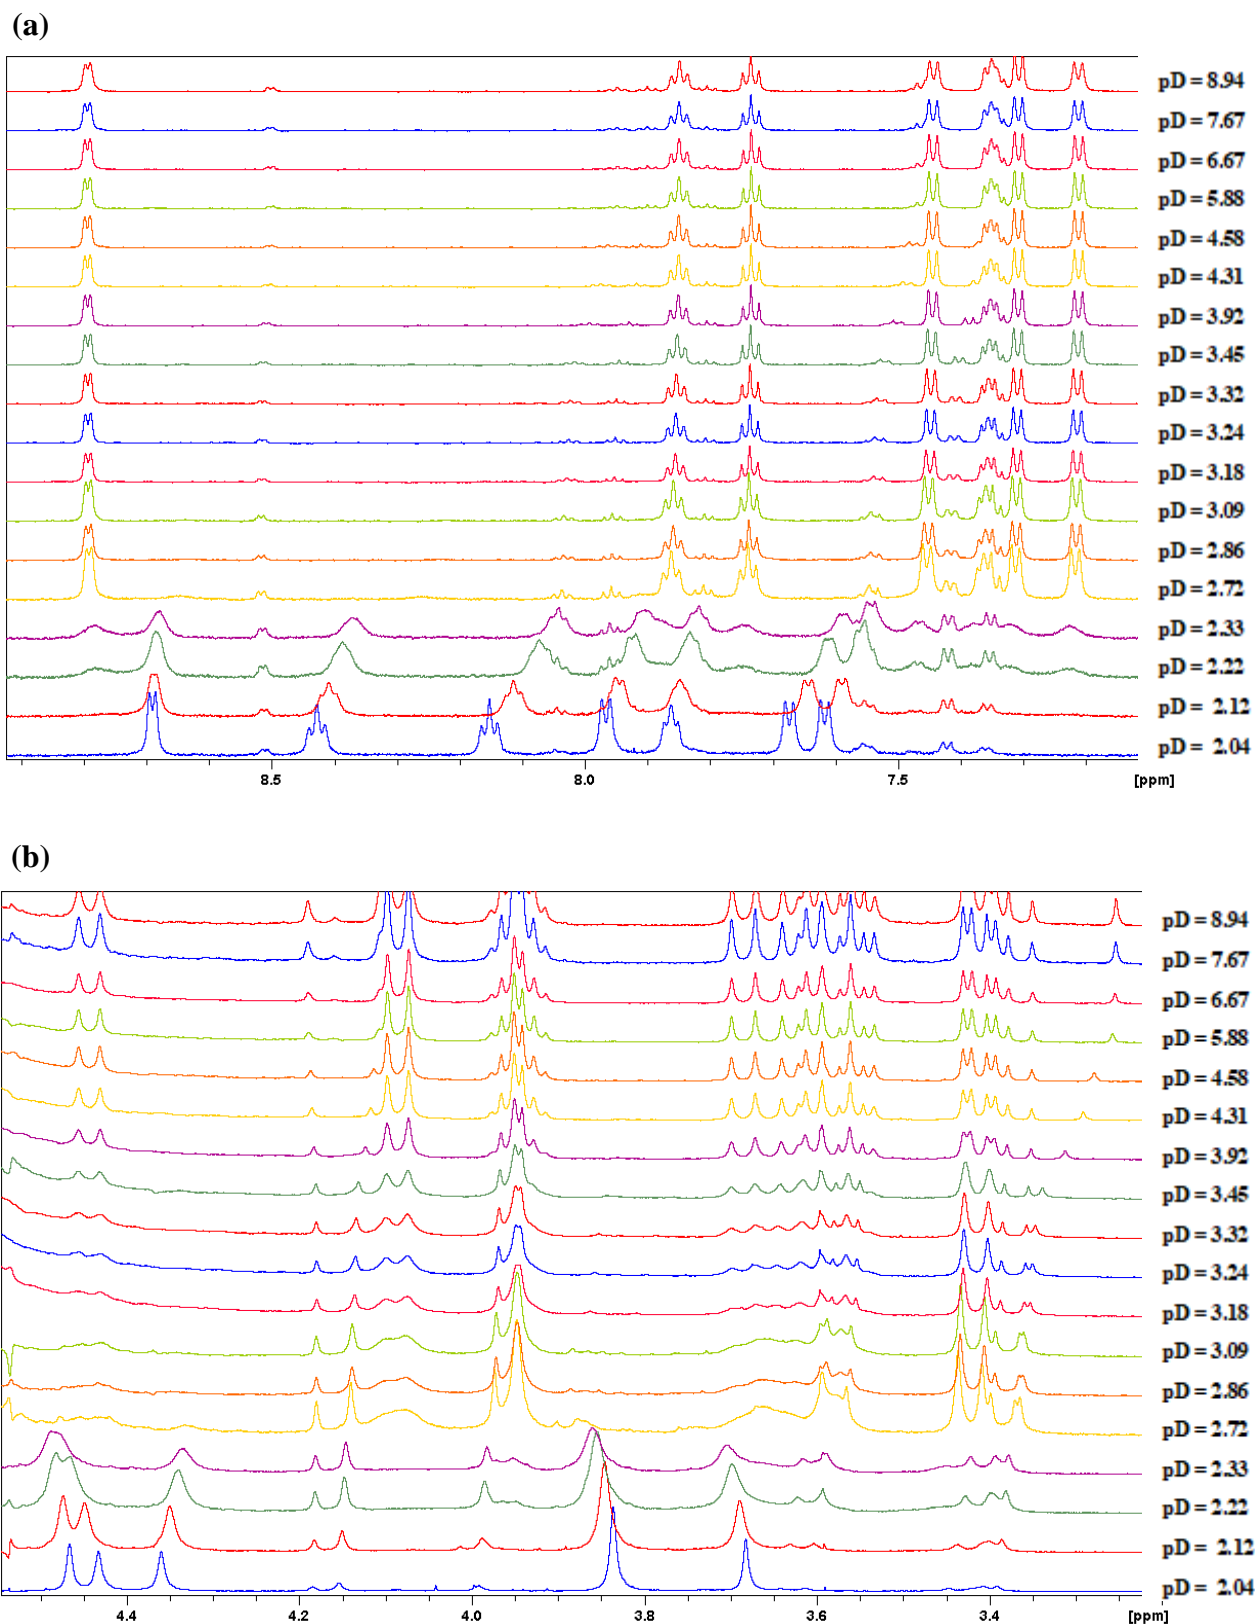 (a)
pD = 8.94
pD = 7.67
pD = 6.67
pD = 5.88
pD = 4.58
pD = 4.31
pD = 3.92
pD = 3.45
pD = 3.32
pD = 3.24
pD = 3.18
pD = 3.09
pD = 2.86
pD = 2.72
pD = 2.33
pD = 2.22
pD = 2.12
pD = 2.04
8.5 8.0 7.5 [ppm]
(b)
pD = 8.94
pD = 7.67
pD = 6.67
pD = 5.88
pD = 4.58
pD = 4.31
pD = 3.92
pD = 3.45
pD = 3.32
pD = 3.24
pD = 3.18
pD = 3.09
pD = 2.86
pD = 2.72
pD = 2.33
pD = 2.22
pD = 2.12
pD = 2.04
4.4 4.2 4.0 3.8 3.6 3.4 [ppm]